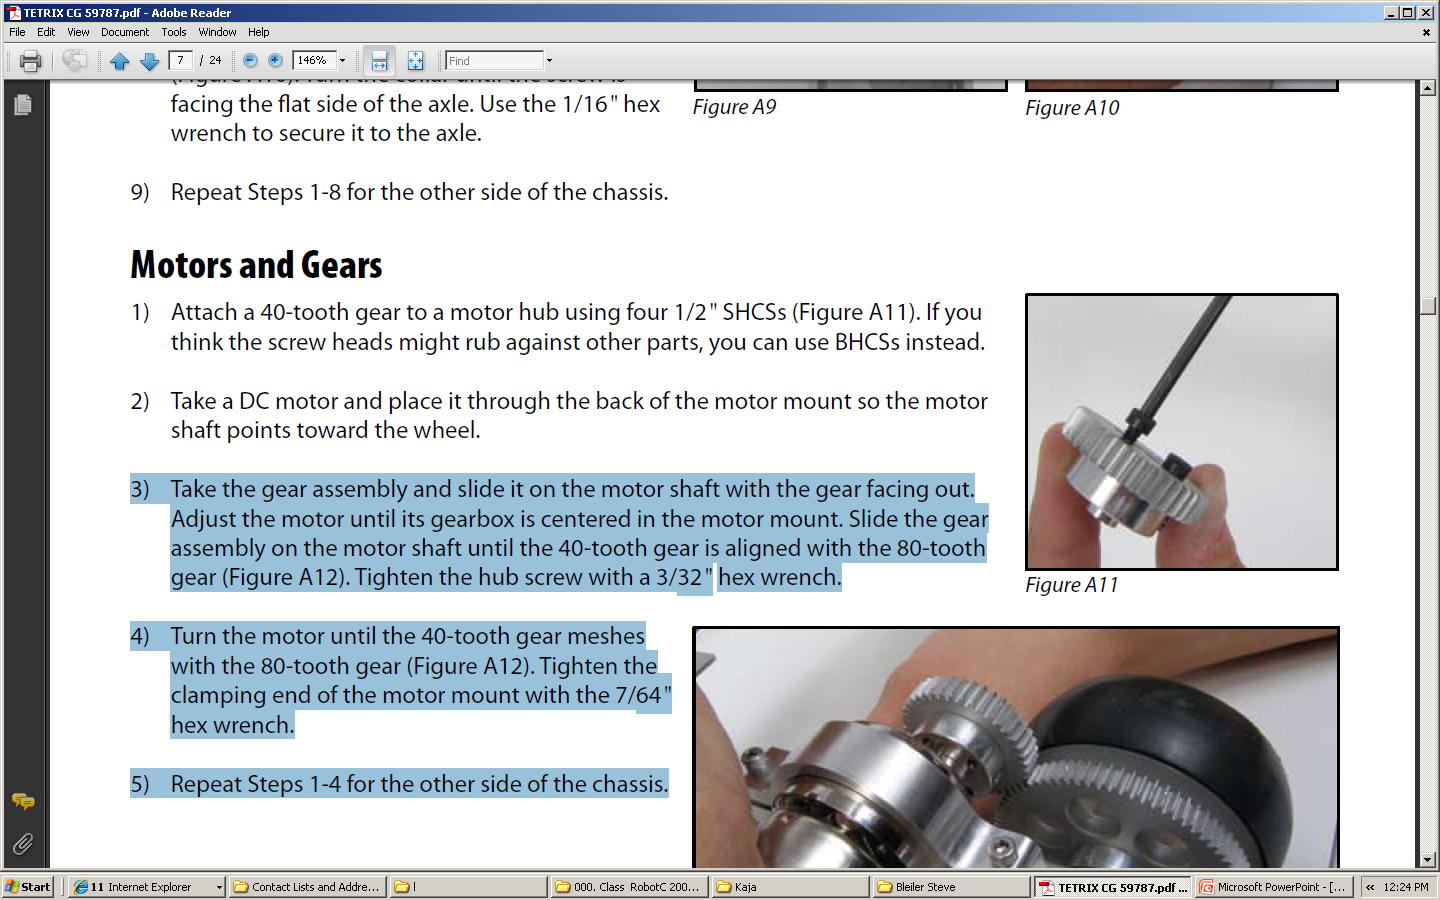 TETRIX CG 59787.pdf - Adobe Reader
File Edit View Document Tools Window Help
7 / 24 146% Find
facing the flat side of the axle. Use the 1/16" hex
wrench to secure it to the axle.
Figure A9
Figure A10
9) Repeat Steps 1-8 for the other side of the chassis.
Motors and Gears
1) Attach a 40-tooth gear to a motor hub using four 1/2" SHCSs (Figure A11). If you
think the screw heads might rub against other parts, you can use BHCSs instead.
2) Take a DC motor and place it through the back of the motor mount so the motor
shaft points toward the wheel.
3) Take the gear assembly and slide it on the motor shaft with the gear facing out.
Adjust the motor until its gearbox is centered in the motor mount. Slide the gear
assembly on the motor shaft until the 40-tooth gear is aligned with the 80-tooth
gear (Figure A12). Tighten the hub screw with a 3/32" hex wrench.
Figure A11
4) Turn the motor until the 40-tooth gear meshes
with the 80-tooth gear (Figure A12). Tighten the
clamping end of the motor mount with the 7/64"
hex wrench.
5) Repeat Steps 1-4 for the other side of the chassis.
Start 11 Internet Explorer Contact Lists and Addre... l 000. Class RobotC 200... Kaja Bleiler Steve TETRIX CG 59787.pdf ... Microsoft PowerPoint - [... « 12:24 PM